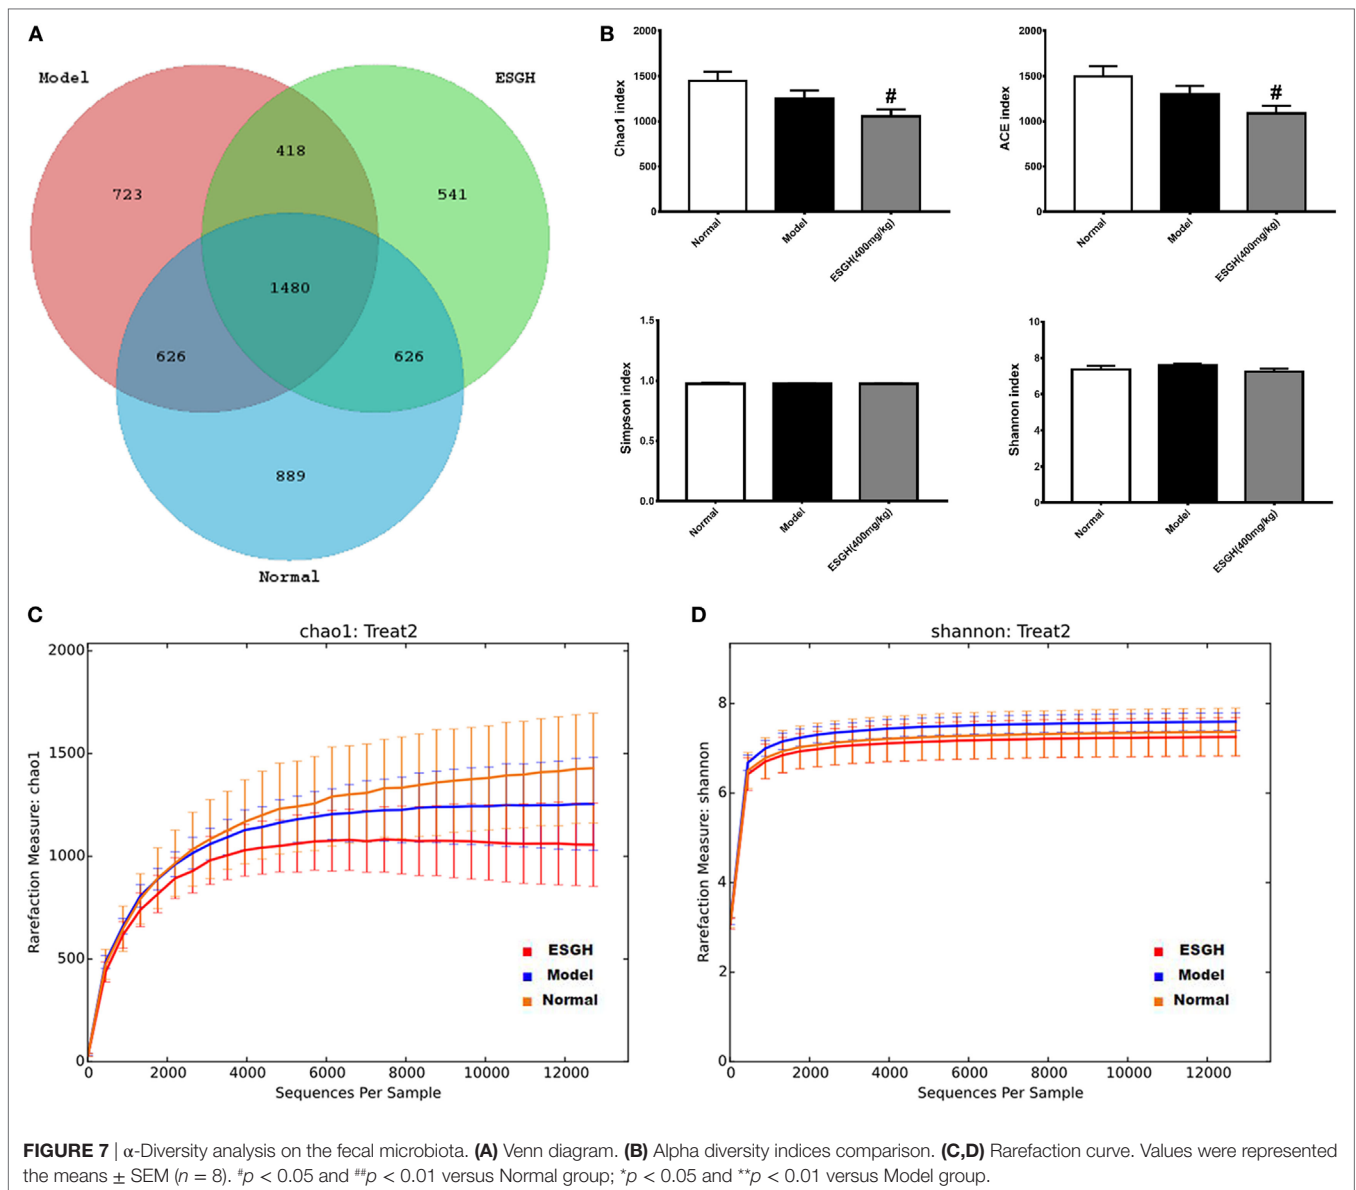 A
Model
ESGH
418
723
541
1480
626
626
889
Normal
B
2000
1500
1000
500
0
Chao1 index
#
Normal
Model
ESGH(400mg/kg)
2000
1500
1000
500
0
ACE index
#
Normal
Model
ESGH(400mg/kg)
1.5
1.0
0.5
0.0
Simpson index
Normal
Model
ESGH(400mg/kg)
10
8
6
4
2
0
Shannon index
Normal
Model
ESGH(400mg/kg)
C
chao1: Treat2
2000
1500
1000
500
0
Rarefaction Measure: chao1
ESGH
Model
Normal
0 2000 4000 6000 8000 10000 12000
Sequences Per Sample
D
shannon: Treat2
8
6
4
2
0
Rarefaction Measure: shannon
ESGH
Model
Normal
0 2000 4000 6000 8000 10000 12000
Sequences Per Sample
FIGURE 7 | α-Diversity analysis on the fecal microbiota. (A) Venn diagram. (B) Alpha diversity indices comparison. (C,D) Rarefaction curve. Values were represented
the means ± SEM (n = 8). #p < 0.05 and ##p < 0.01 versus Normal group; *p < 0.05 and **p < 0.01 versus Model group.